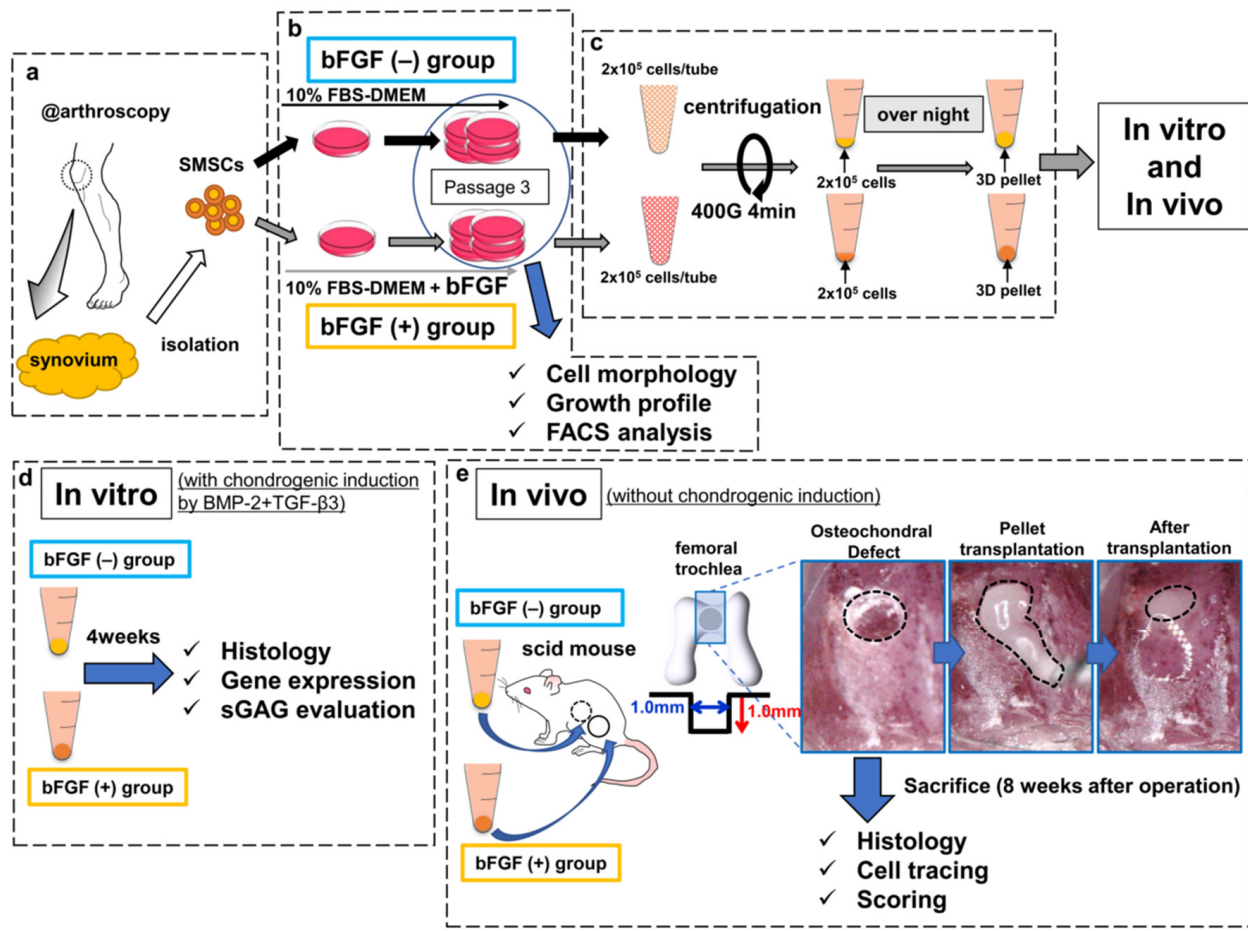 a
@arthroscopy
SMSCs
synovium
isolation
b
bFGF (–) group
10% FBS-DMEM
Passage 3
10% FBS-DMEM + bFGF
bFGF (+) group
✓ Cell morphology
✓ Growth profile
✓ FACS analysis
c
2x10⁵ cells/tube
centrifugation
400G 4min
2x10⁵ cells/tube
over night
2x10⁵ cells
3D pellet
2x10⁵ cells
3D pellet
In vitro
and
In vivo
d
In vitro
(with chondrogenic induction
by BMP-2+TGF-β3)
bFGF (–) group
4weeks
✓ Histology
✓ Gene expression
✓ sGAG evaluation
bFGF (+) group
e
In vivo
(without chondrogenic induction)
bFGF (–) group
scid mouse
bFGF (+) group
femoral
trochlea
1.0mm
1.0mm
Osteochondral
Defect
Pellet
transplantation
After
transplantation
Sacrifice (8 weeks after operation)
✓ Histology
✓ Cell tracing
✓ Scoring